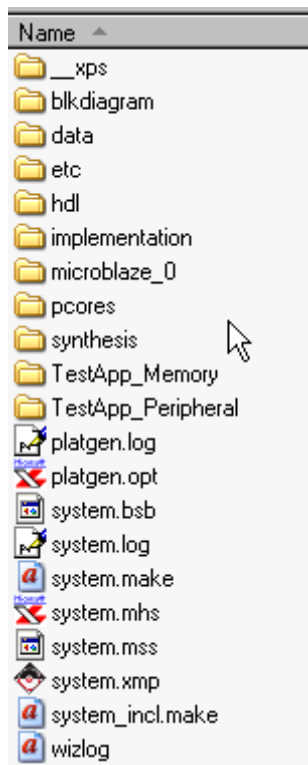 Name
__xps
blkdiagram
data
etc
hdl
implementation
microblaze_0
pcores
synthesis
TestApp_Memory
TestApp_Peripheral
platgen.log
platgen.opt
system.bsb
system.log
system.make
system.mhs
system.mss
system.xmp
system_incl.make
wizlog